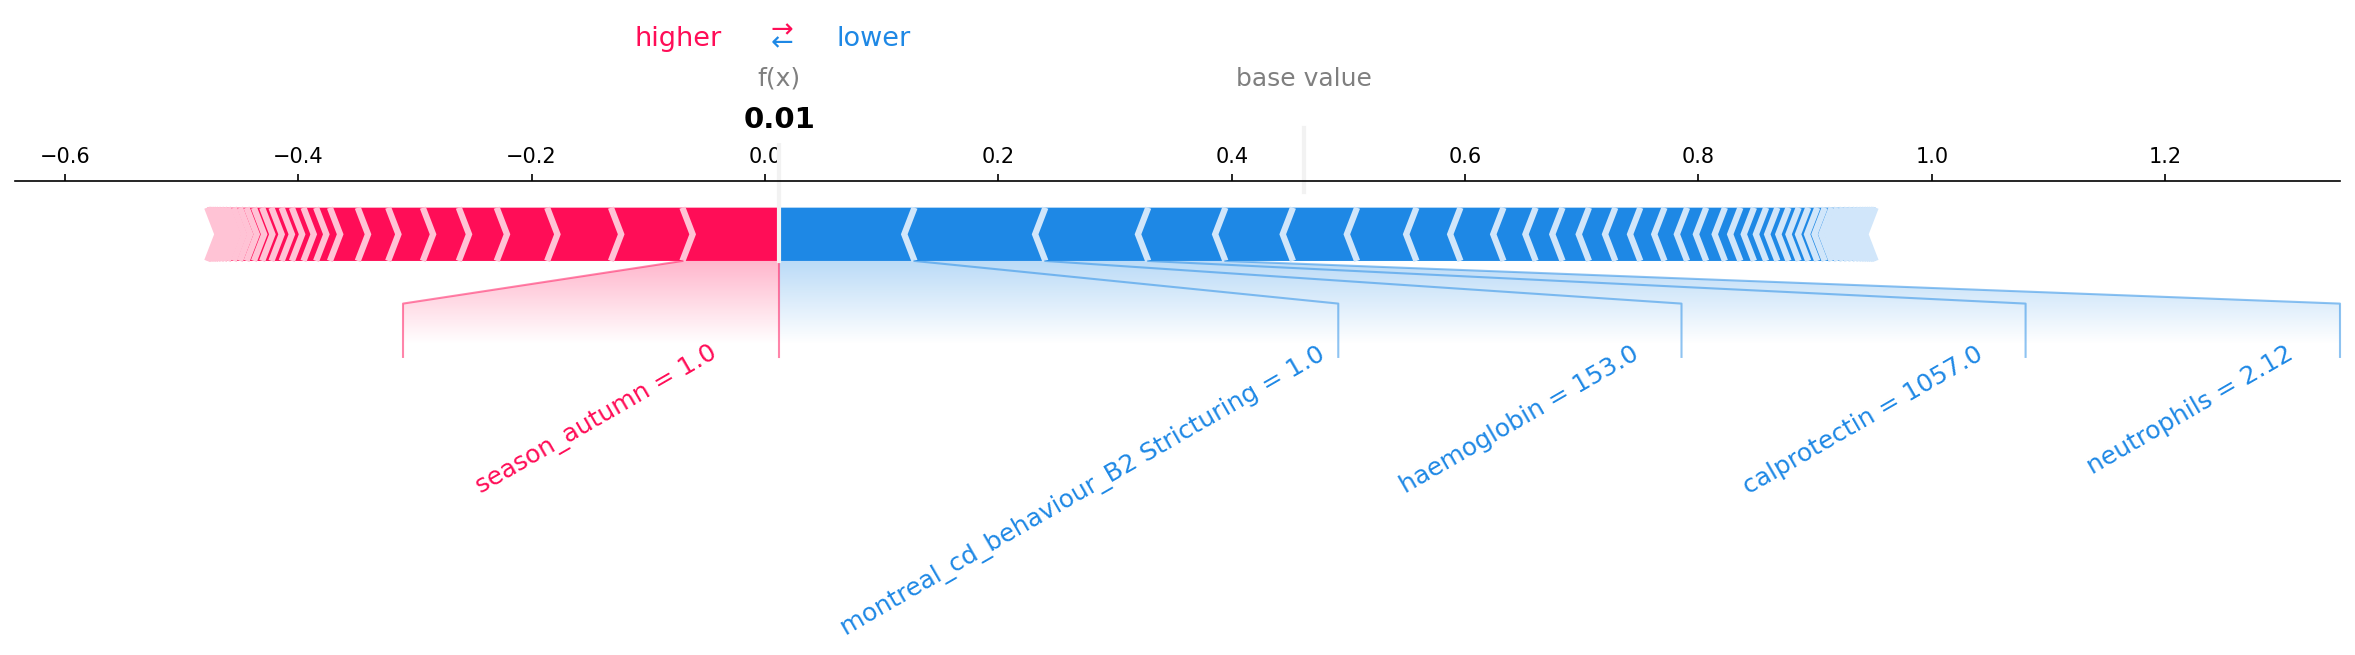 higher ⇄ lower
f(x) base value
0.01
−0.6 −0.4 −0.2 0.0 0.2 0.4 0.6 0.8 1.0 1.2
season_autumn = 1.0
montreal_cd_behaviour_B2 Stricturing = 1.0
haemoglobin = 153.0
calprotectin = 1057.0
neutrophils = 2.12